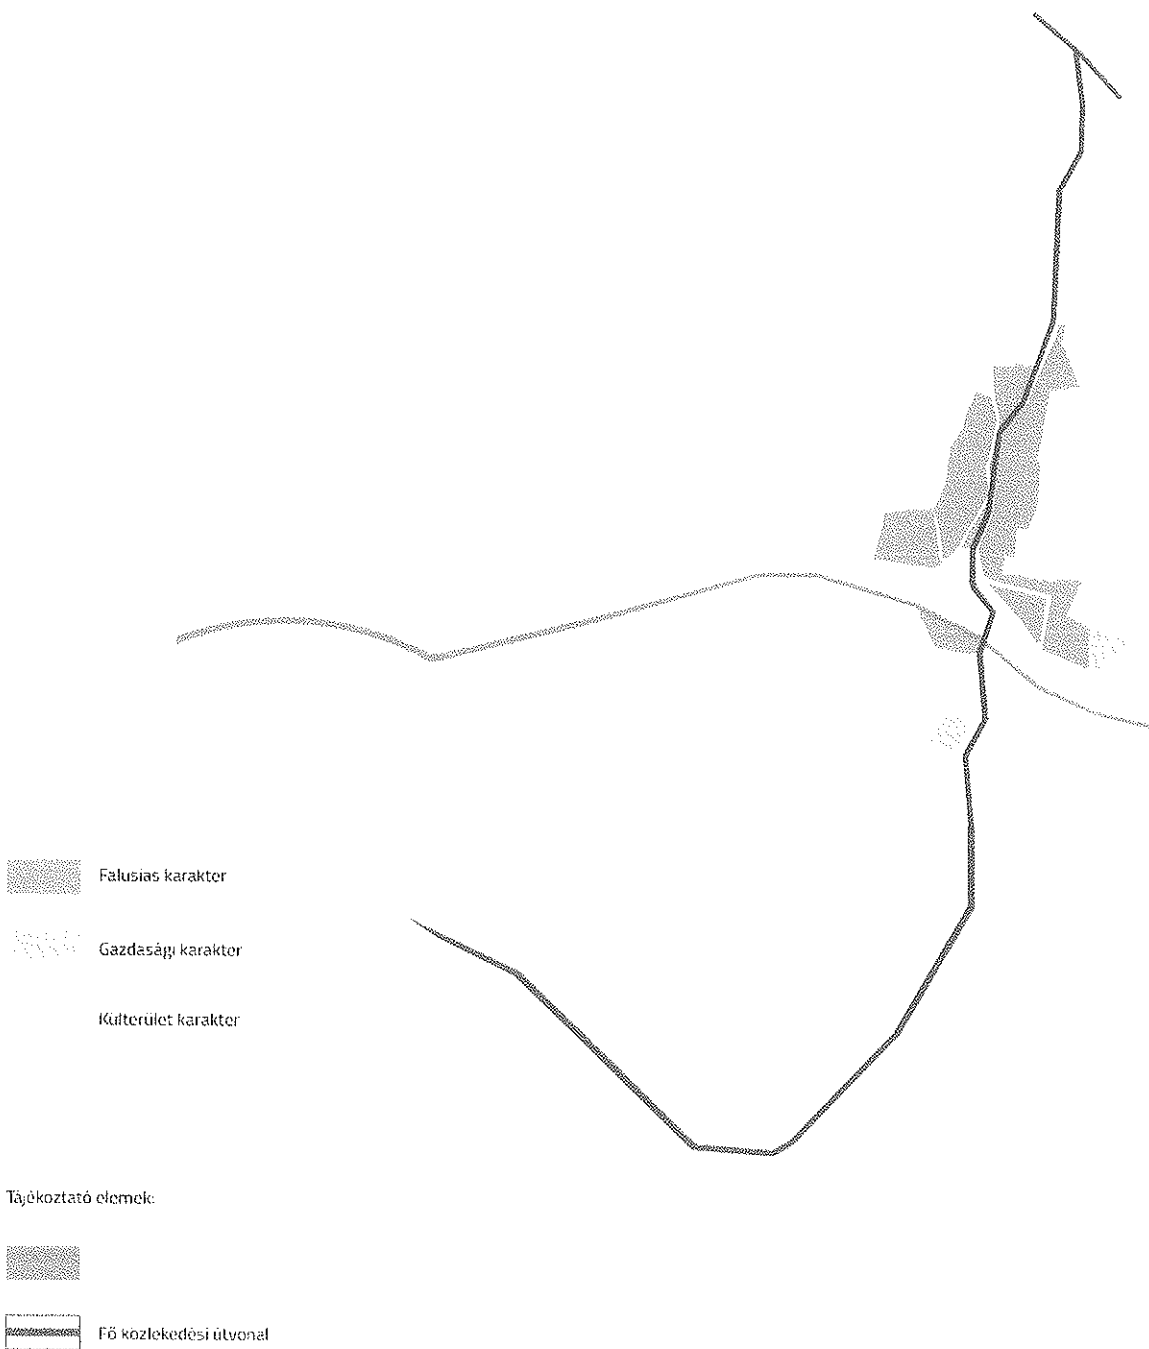 Falusias karakter
Gazdasági karakter
Külterület karakter
Tájékoztató elemek:
Fő közlekedési útvonal